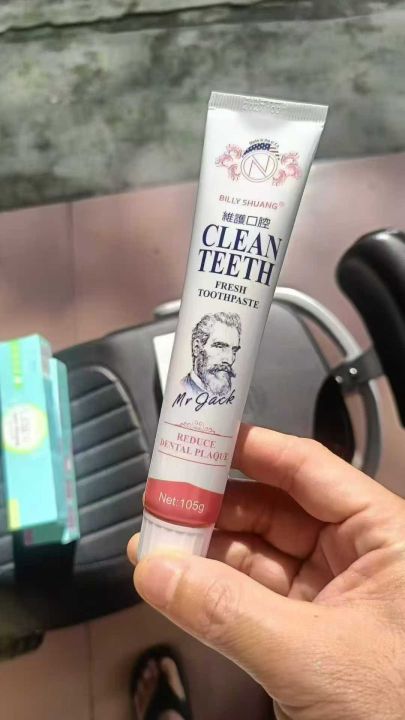 BILLY SHUANG®
維護口腔
CLEAN
TEETH
FRESH
TOOTHPASTE
Mr Jack
REDUCE
DENTAL PLAQUE
Net:105g
N